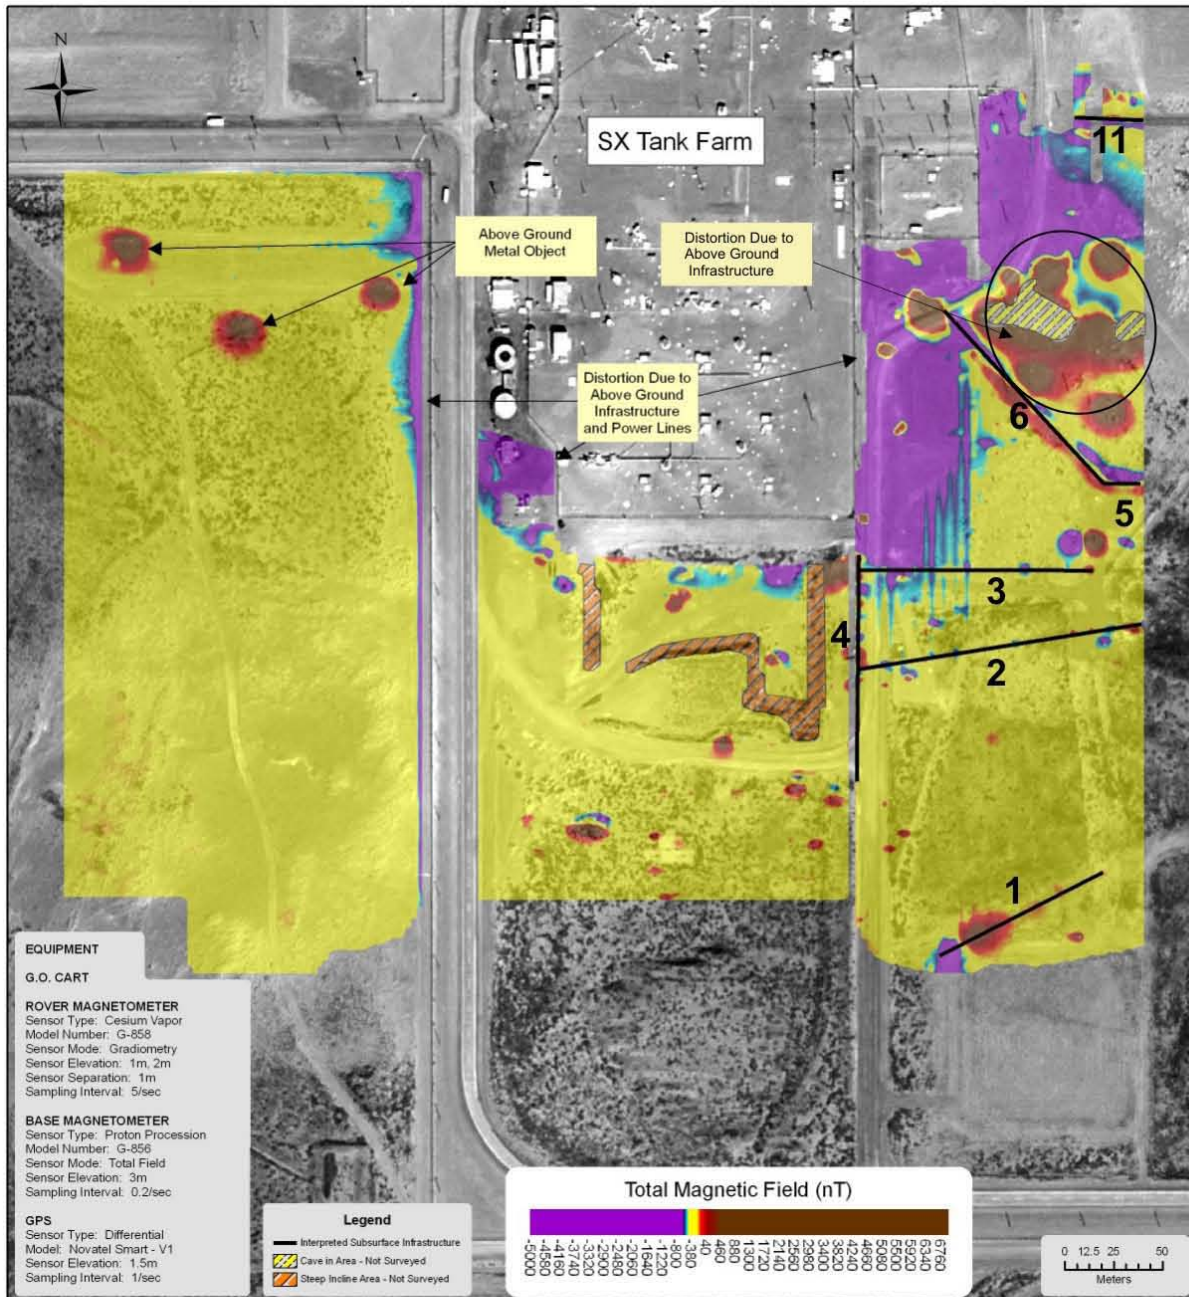 N
SX Tank Farm
11
Above Ground
Metal Object
Distortion Due to
Above Ground
Infrastructure
Distortion Due to
Above Ground
Infrastructure
and Power Lines
6
5
3
4
2
1
EQUIPMENT
G.O. CART
ROVER MAGNETOMETER
Sensor Type: Cesium Vapor
Model Number: G-858
Sensor Mode: Gradiometry
Sensor Elevation: 1m, 2m
Sensor Separation: 1m
Sampling Interval: 5/sec
BASE MAGNETOMETER
Sensor Type: Proton Procession
Model Number: G-856
Sensor Mode: Total Field
Sensor Elevation: 3m
Sampling Interval: 0.2/sec
GPS
Sensor Type: Differential
Model: Novatel Smart - V1
Sensor Elevation: 1.5m
Sampling Interval: 1/sec
Legend
Interpreted Subsurface Infrastructure
Cave in Area - Not Surveyed
Steep Incline Area - Not Surveyed
Total Magnetic Field (nT)
-5000 -4580 -4160 -3740 -3320 -2900 -2480 -2060 -1640 -1220 -800 -380 40 460 880 1300 1720 2140 2560 2980 3400 3820 4240 4660 5080 5500 5920 6340 6760
0 12.5 25 50
Meters